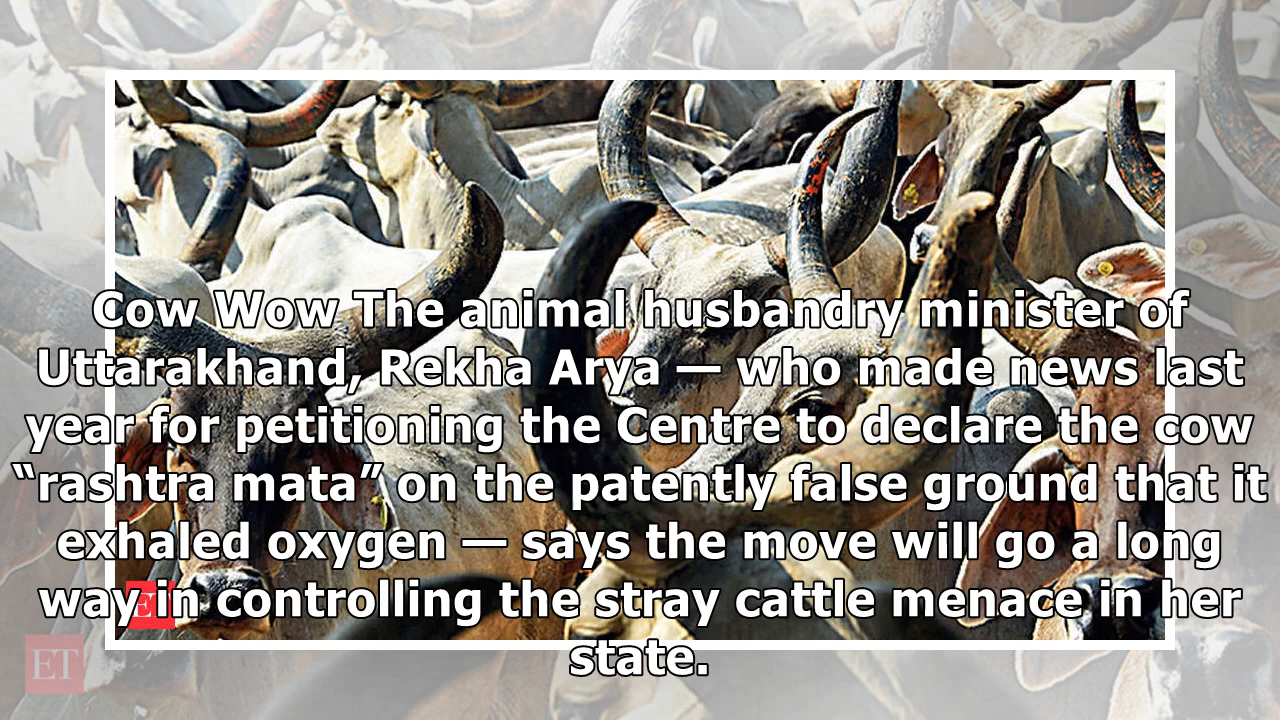 Cow Wow The animal husbandry minister of
Uttarakhand, Rekha Arya — who made news last
year for petitioning the Centre to declare the cow
“rashtra mata” on the patently false ground that it
exhaled oxygen — says the move will go a long
way in controlling the stray cattle menace in her
state.
ET
ET